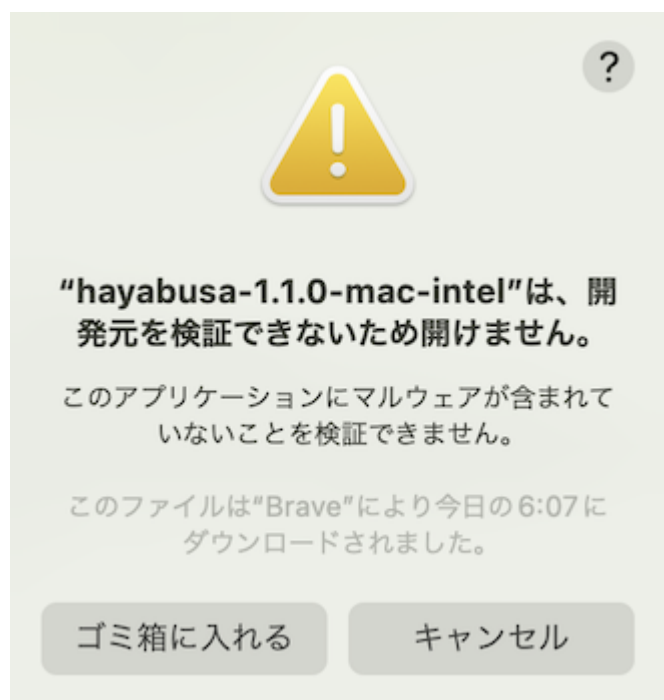 ?
“hayabusa-1.1.0-mac-intel”は、開
発元を検証できないため開けません。
このアプリケーションにマルウェアが含まれて
いないことを検証できません。
このファイルは“Brave”により今日の6:07に
ダウンロードされました。
ゴミ箱に入れる
キャンセル